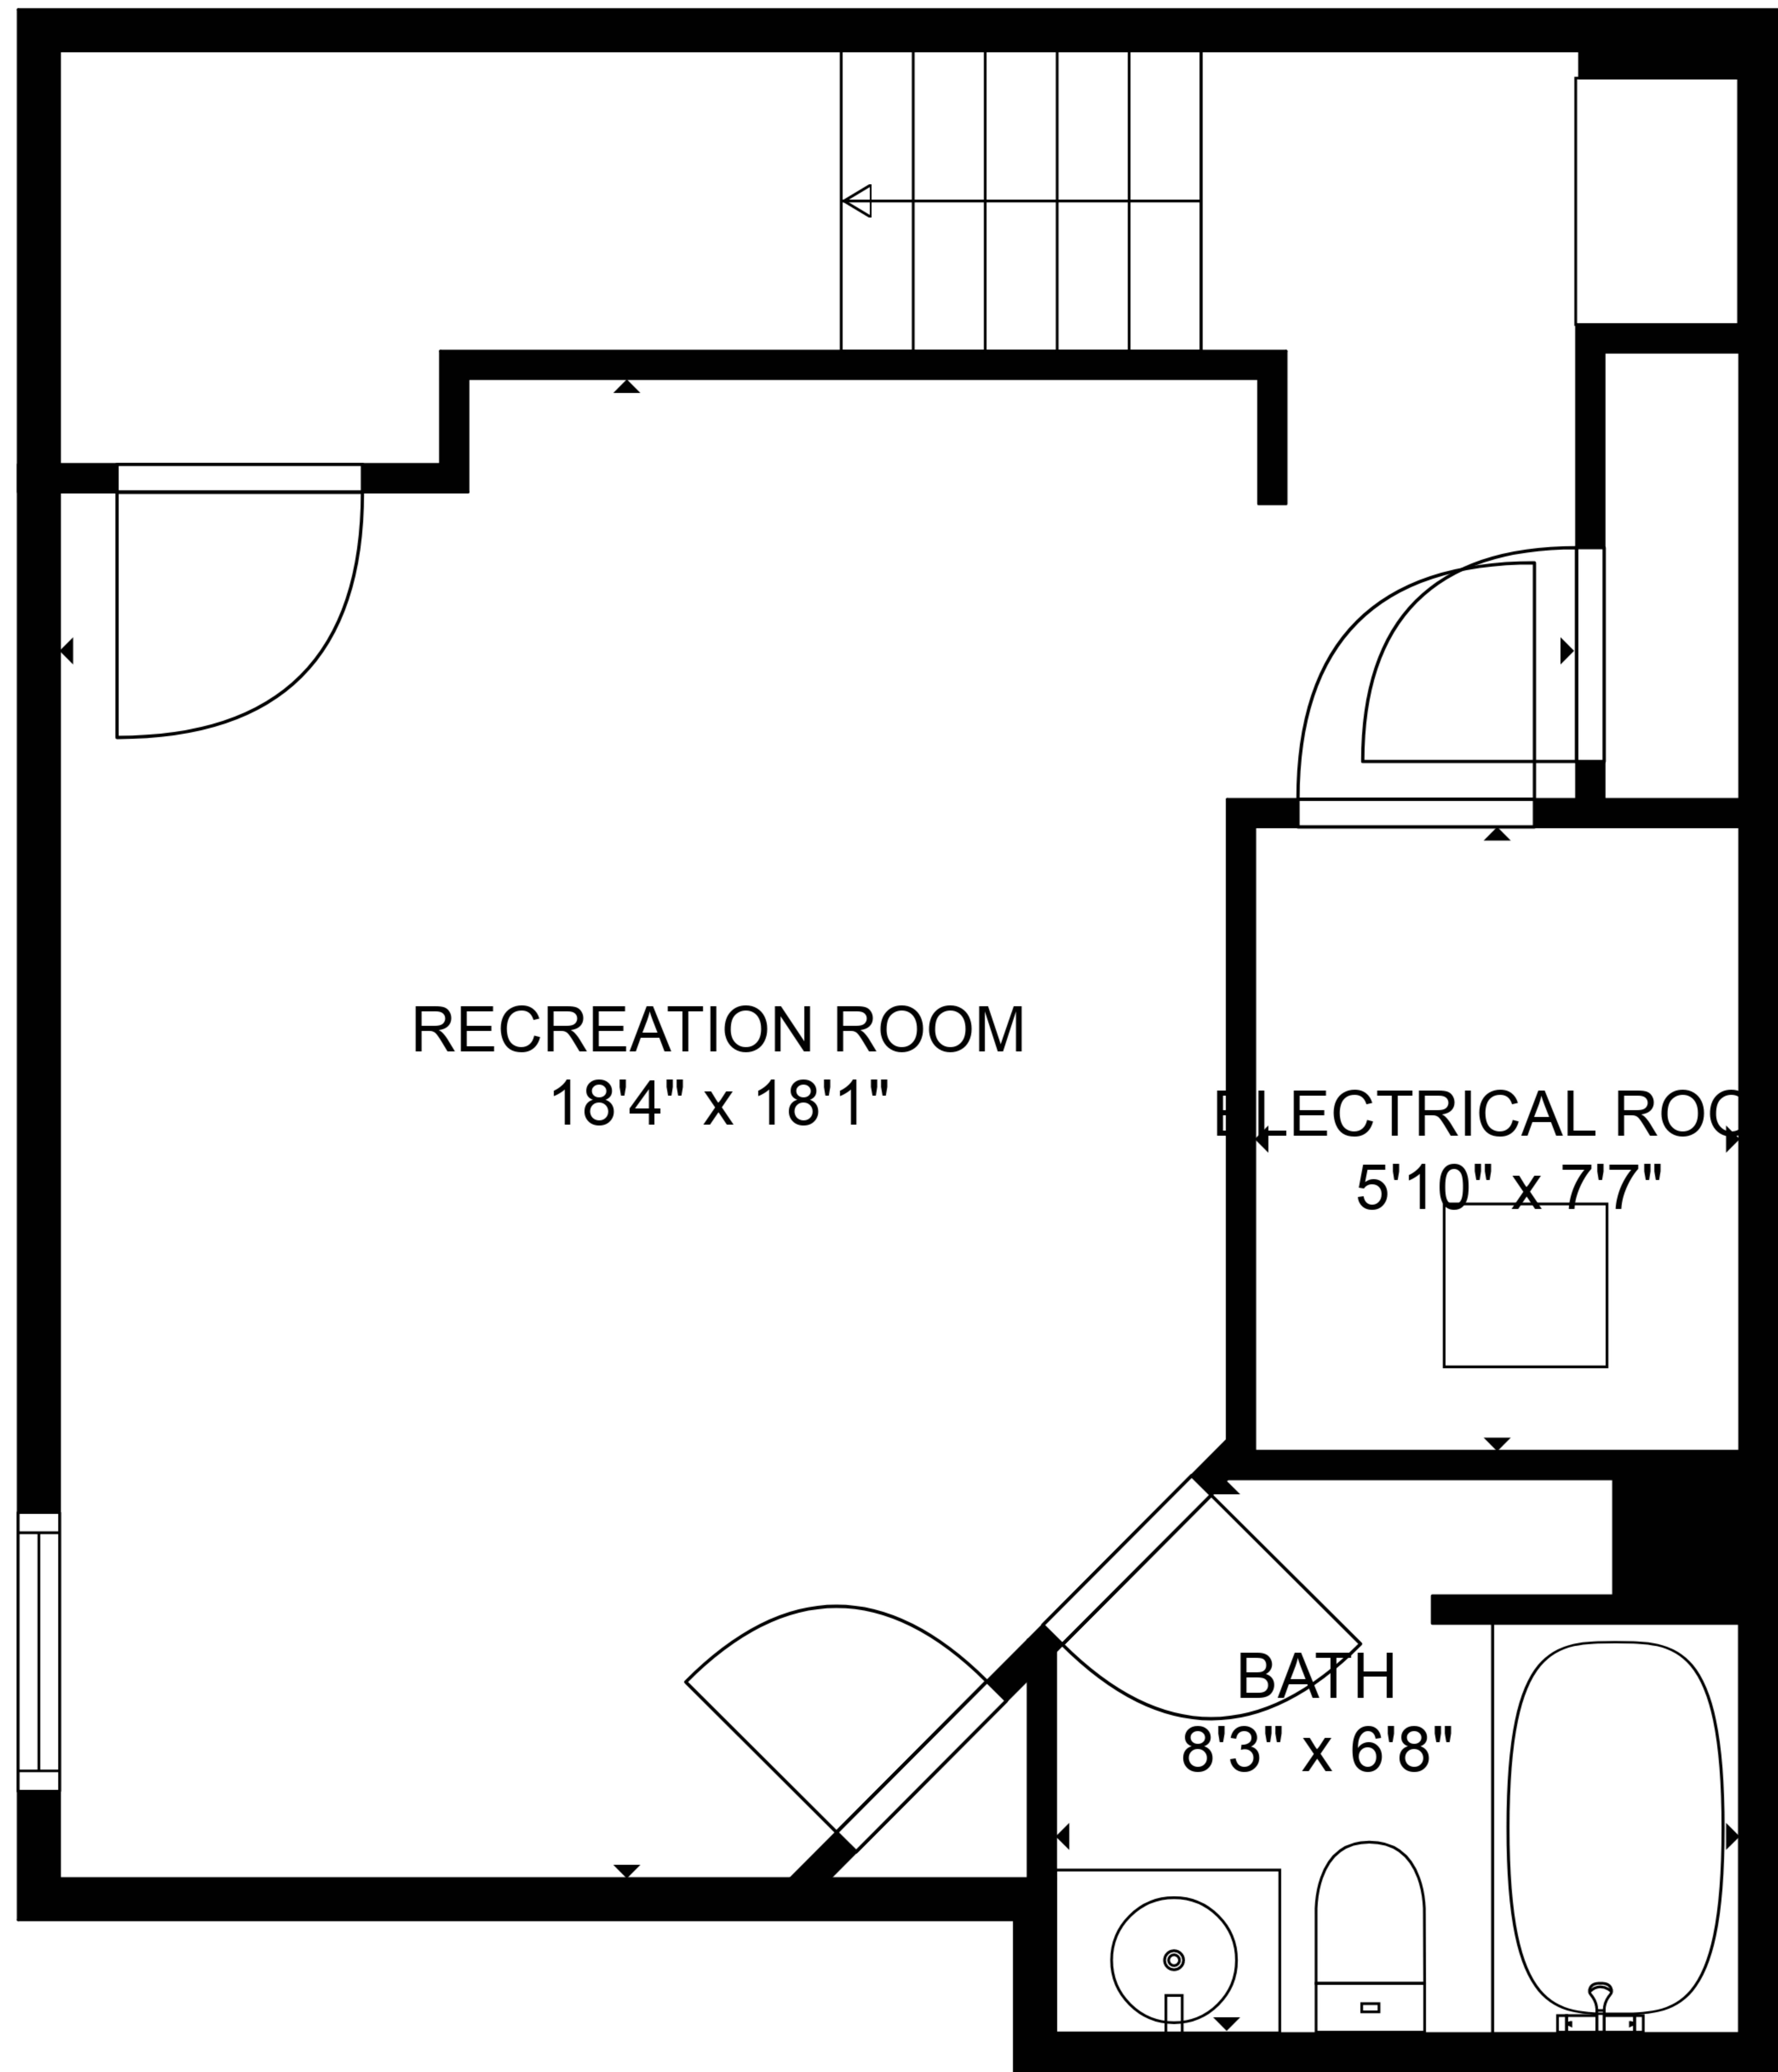 RECREATION ROOM
18'4" x 18'1"
ELECTRICAL ROO
5'10" x 7'7"
BATH
8'3" x 6'8"